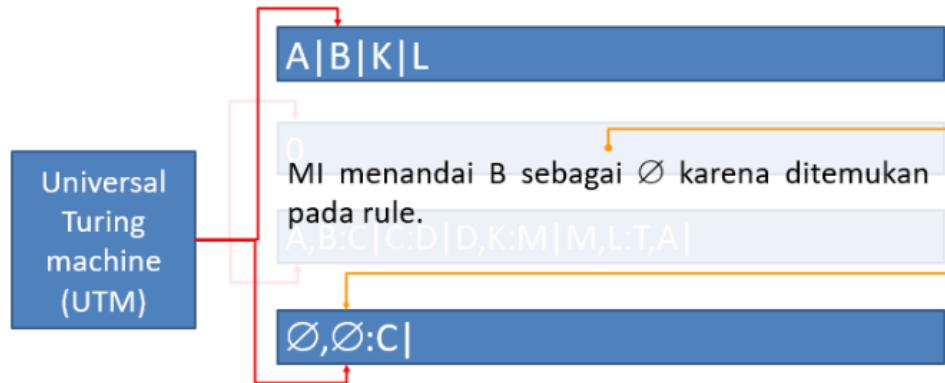 A|B|K|L
0
MI menandai B sebagai ∅ karena ditemukan
pada rule.
Universal
Turing
machine
(UTM)
A,B:C|C:D|D,K:M|M,L:T,A|
∅,∅:C|